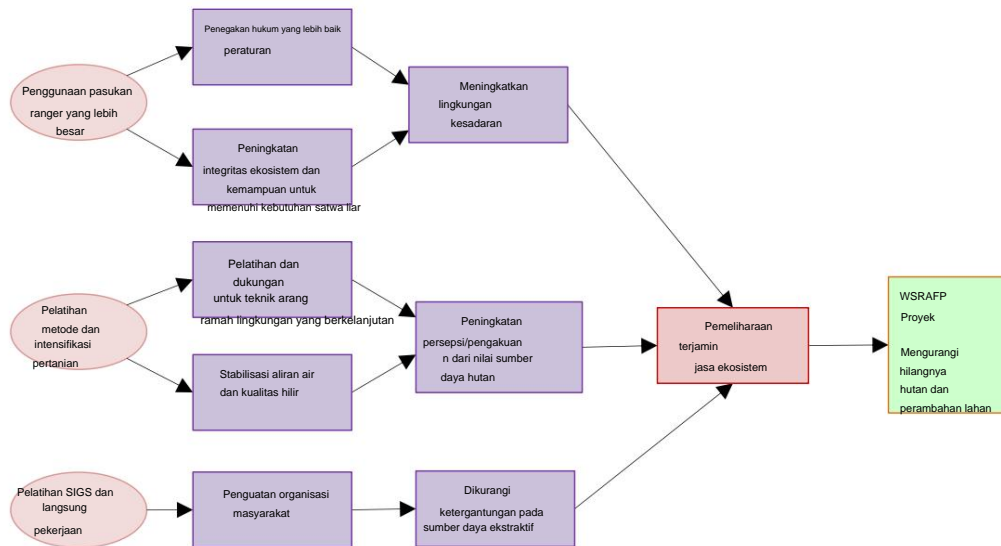 Penegakan hukum yang lebih baik
peraturan
Penggunaan pasukan
ranger yang lebih
besar
Meningkatkan
lingkungan
kesadaran
Peningkatan
integritas ekosistem dan
kemampuan untuk
memenuhi kebutuhan satwa liar
Pelatihan dan
dukungan
untuk teknik arang
ramah lingkungan yang berkelanjutan
Pelatihan
metode dan
intensifikasi
pertanian
Stabilisasi aliran air
dan kualitas hilir
Peningkatan
persepsi/pengakuan
n dari nilai sumber
daya hutan
Pemeliharaan
terjamin
jasa ekosistem
WSRAFP
Proyek
Mengurangi
hilangnya
hutan dan
perambahan lahan
Pelatihan SIGS dan
langsung
pekerjaan
Penguatan organisasi
masyarakat
Dikurangi
ketergantungan pada
sumber daya ekstraktif